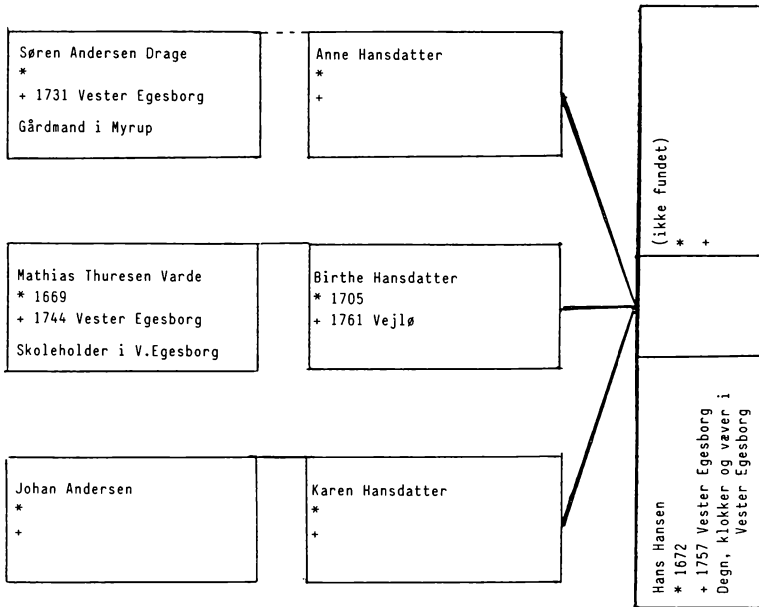 Søren Andersen Drage
*
+ 1731 Vester Egesborg
Gårdmand i Myrup
Anne Hansdatter
*
+
Mathias Thuresen Varde
* 1669
+ 1744 Vester Egesborg
Skoleholder i V.Egesborg
Birthe Hansdatter
* 1705
+ 1761 Vejlø
Johan Andersen
*
+
Karen Hansdatter
*
+
(ikke fundet)
*
+
Hans Hansen
* 1672
+ 1757 Vester Egesborg
Degn, klokker og væver i
Vester Egesborg